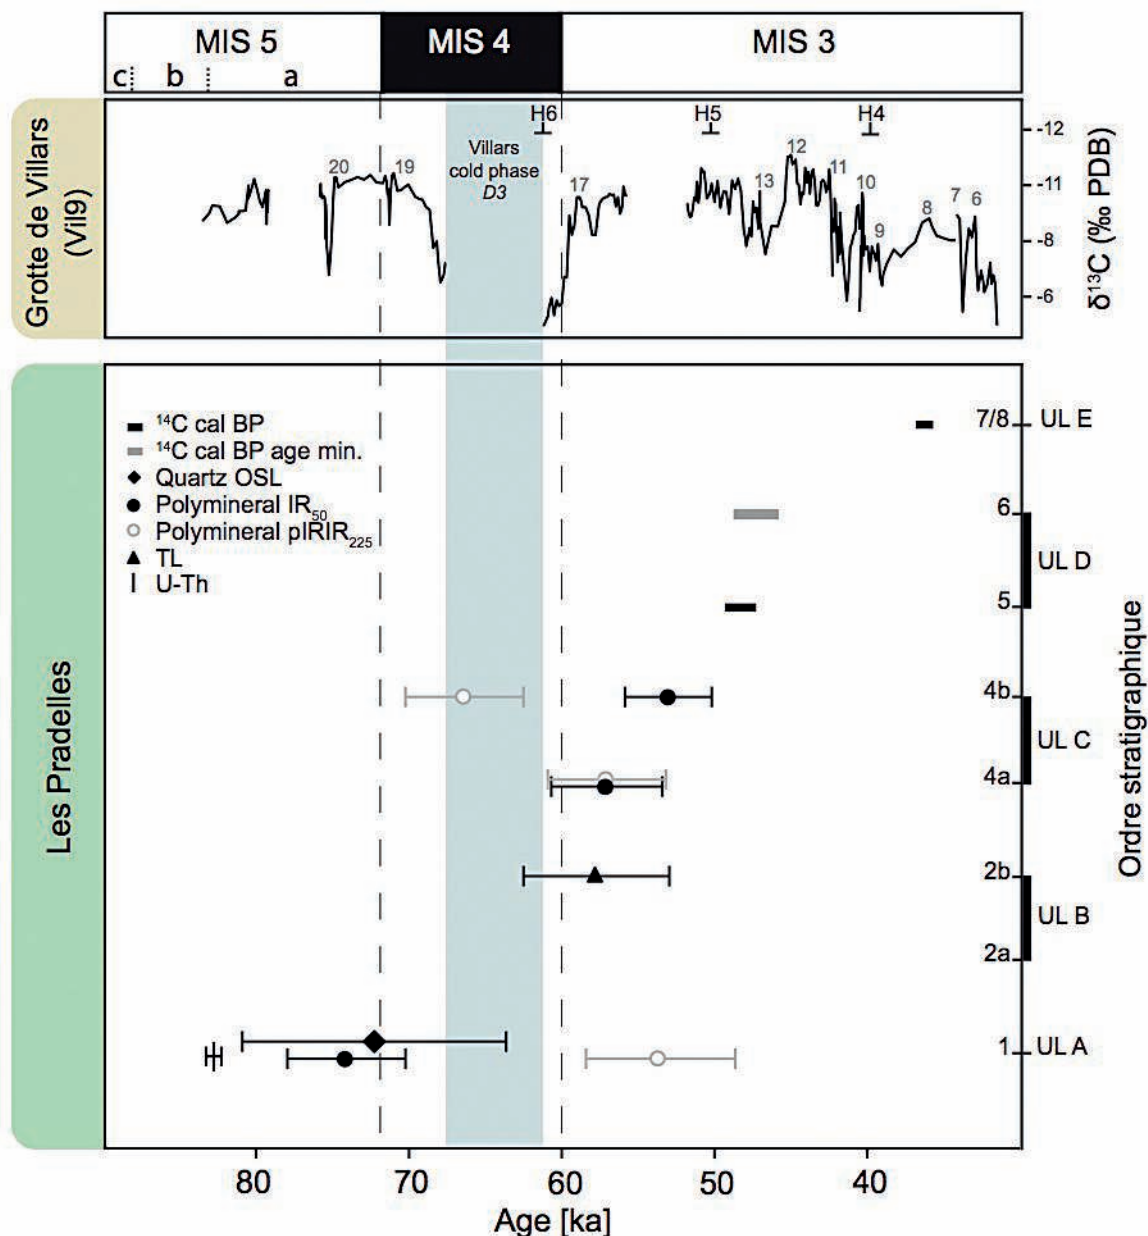 MIS 5
MIS 4
MIS 3
c b a
Grotte de Villars
(Vil9)
H6
H5
H4
Villars
cold phase
D3
20
19
17
13
12
11
10
9
8
7
6
-12
-11
-8
-6
δ¹³C (‰ PDB)
Les Pradelles
¹⁴C cal BP
¹⁴C cal BP age min.
Quartz OSL
Polymineral IR₅₀
Polymineral pIRIR₂₂₅
TL
U-Th
7/8 UL E
6
UL D
5
4b
UL C
4a
2b
UL B
2a
1 UL A
Ordre stratigraphique
80 70 60 50 40
Age [ka]